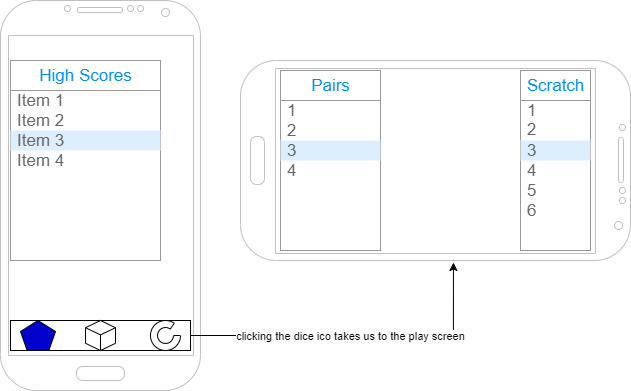 High Scores
Item 1
Item 2
Item 3
Item 4
Pairs
1
2
3
4
Scratch
1
2
3
4
5
6
clicking the dice ico takes us to the play screen